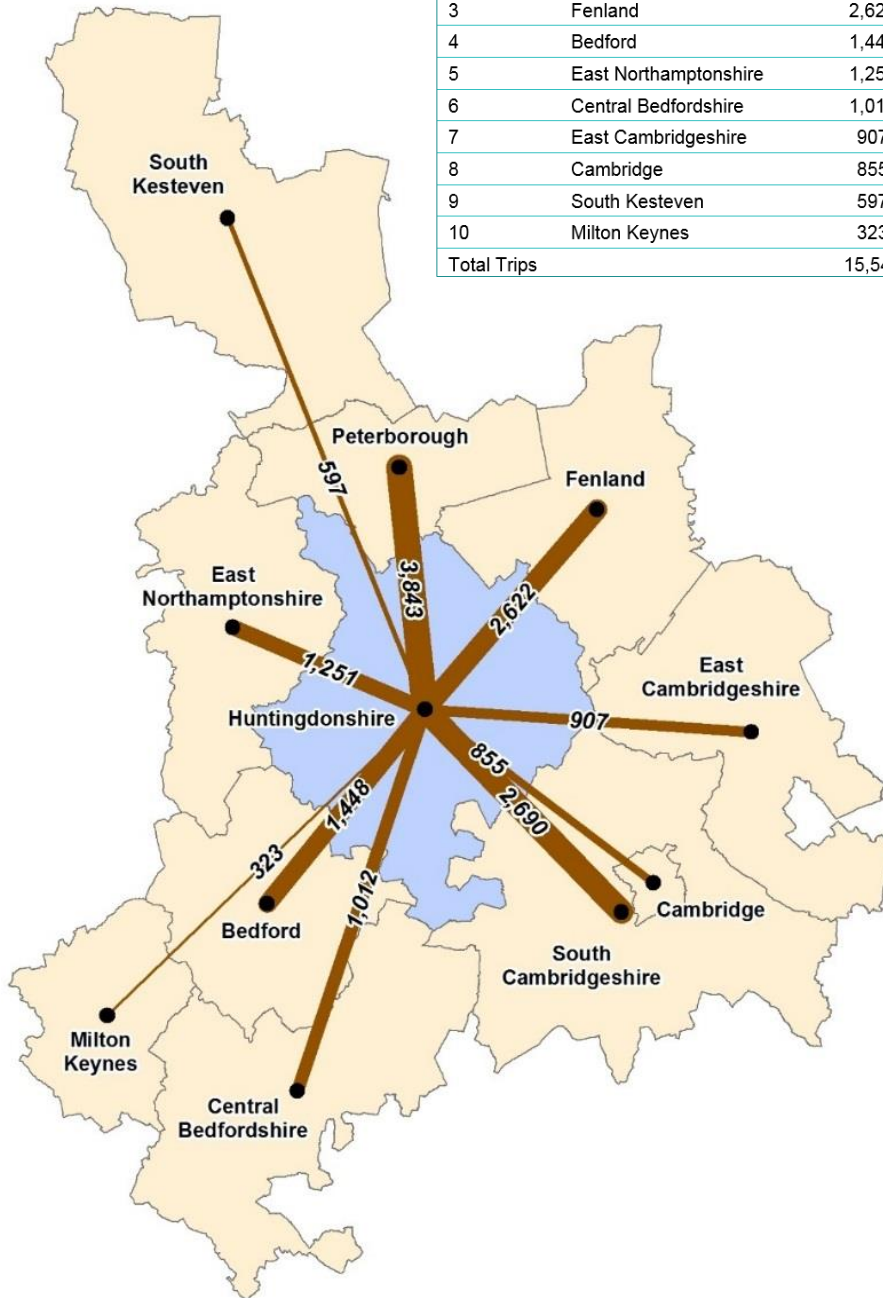 3 Fenland 2,62
4 Bedford 1,44
5 East Northamptonshire 1,25
6 Central Bedfordshire 1,01
7 East Cambridgeshire 907
8 Cambridge 855
9 South Kesteven 597
10 Milton Keynes 323
Total Trips 15,54
South
Kesteven
597
Peterborough
3,843
Fenland
2,622
East
Northamptonshire
1,251
East
Cambridgeshire
907
Huntingdonshire
855
2,690
1,448
323
1,012
Bedford
Cambridge
South
Cambridgeshire
Milton
Keynes
Central
Bedfordshire